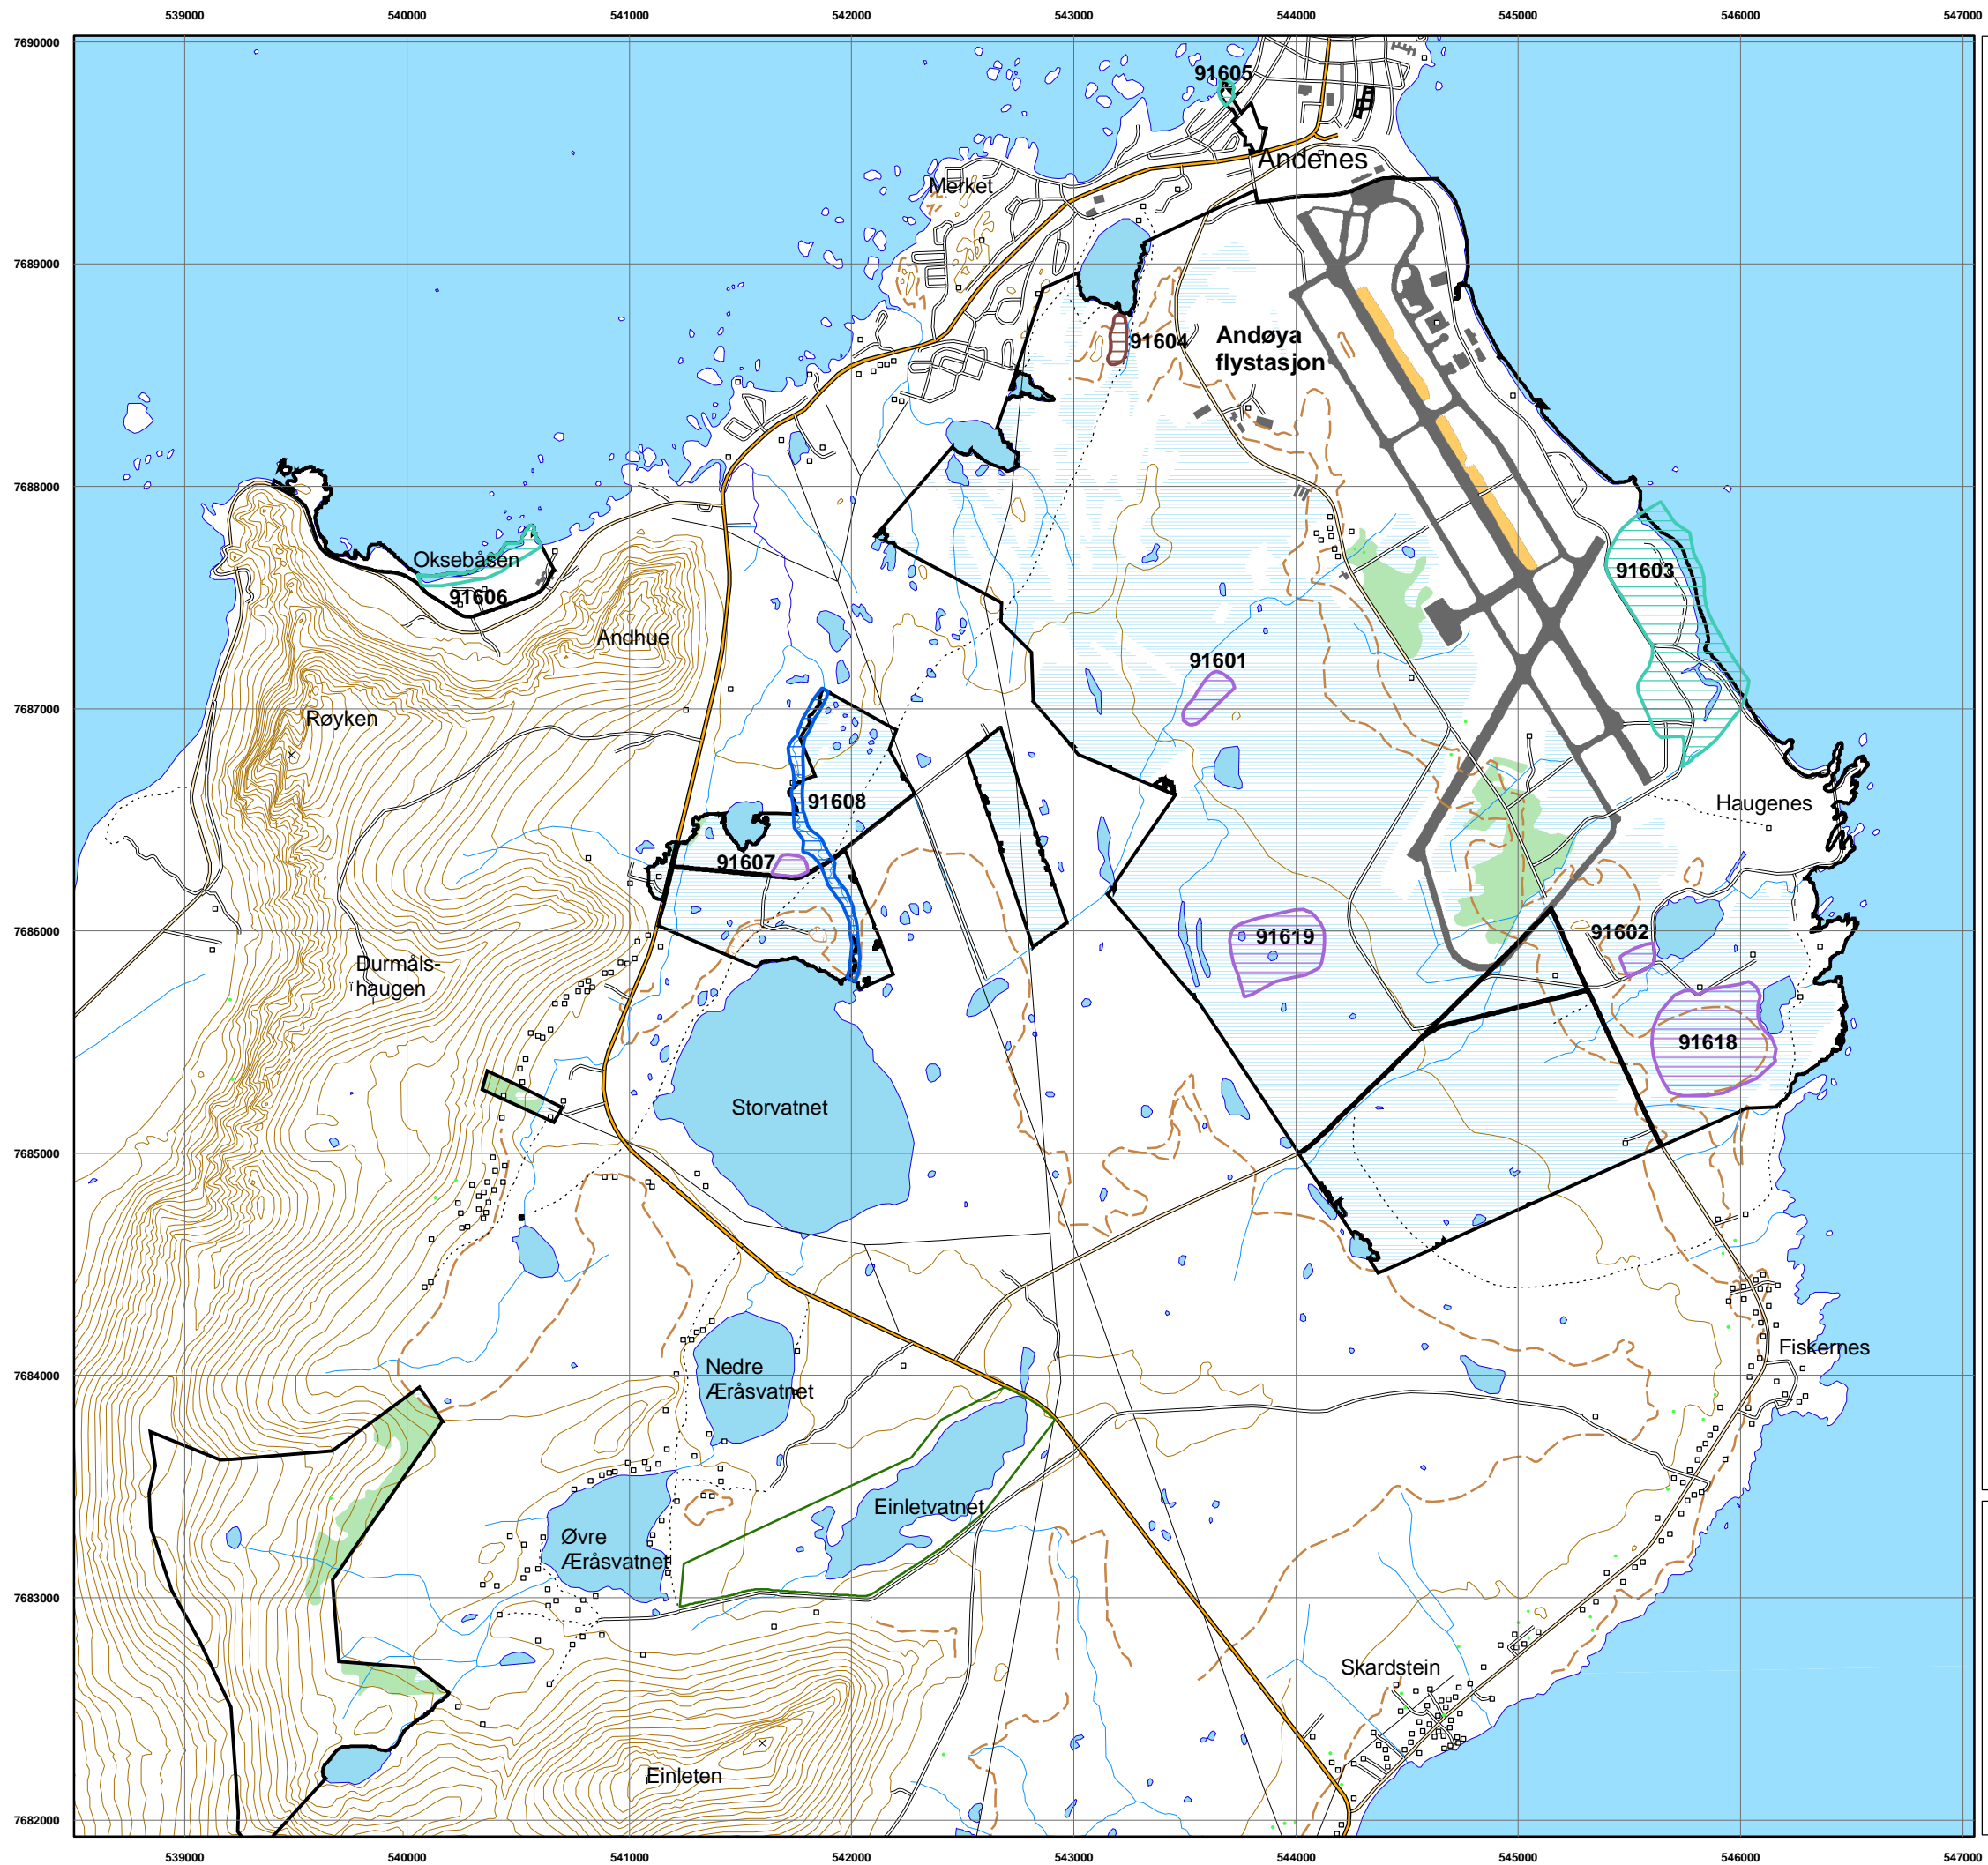 539000 540000 541000 542000 543000 544000 545000 546000 547000
7690000
91605
Andenes
Merket
7689000
Andøya
flystasjon
91604
7688000
Oksebåsen
91606
91603
Andhue
91601
7687000
Røyken
91608
Haugenes
91607
7686000
91619
91602
Durmåls-
haugen
91618
Storvatnet
7685000
Fiskernes
Nedre
Æråsvatnet
7684000
Einletvatnet
Øvre
Æråsvatnet
7683000
Skardstein
Einleten
7682000
539000 540000 541000 542000 543000 544000 545000 546000 547000